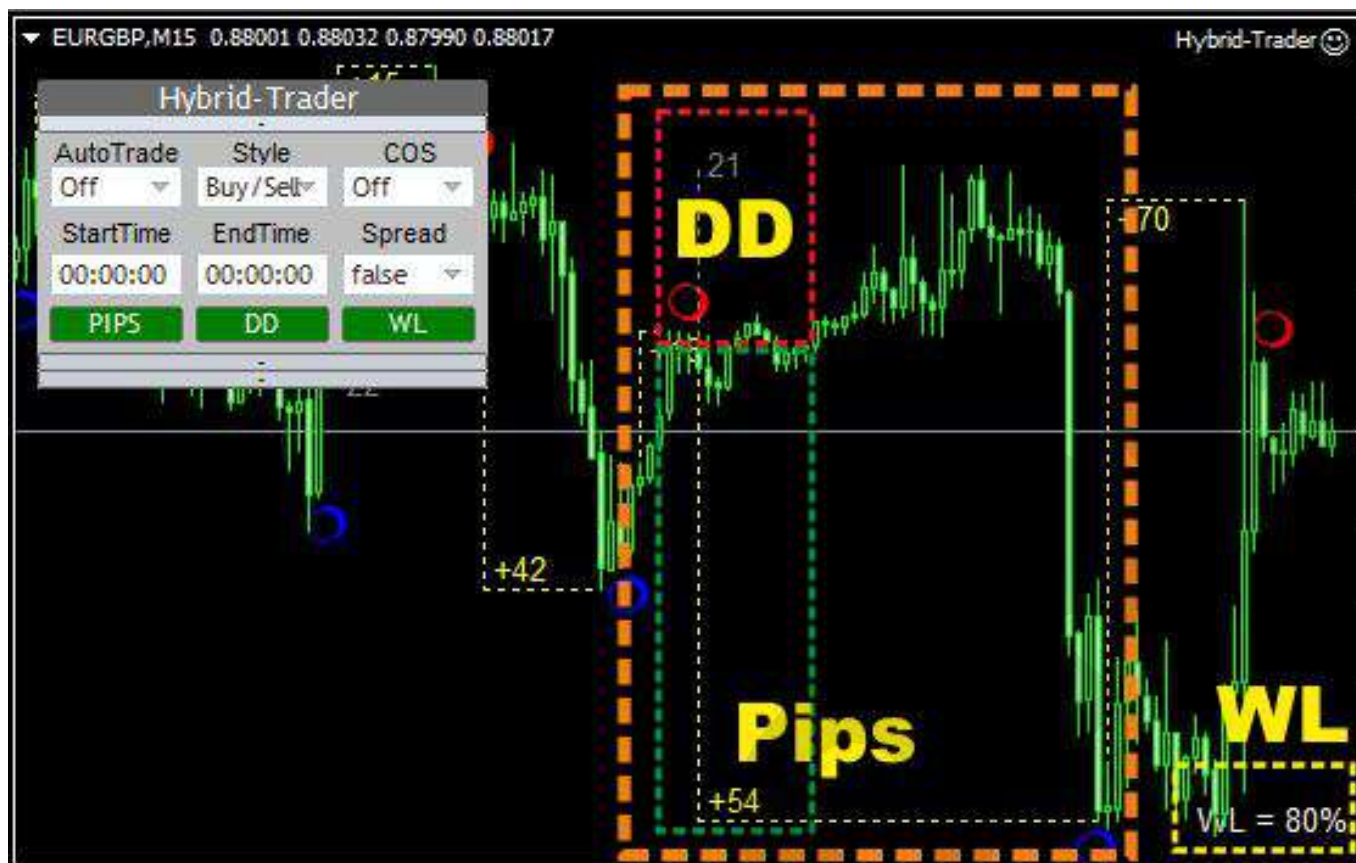 EURGBP,M15 0.88001 0.88032 0.87990 0.88017
Hybrid-Trader
Hybrid-Trader
AutoTrade Style COS
Off Buy/Sell Off
StartTime EndTime Spread
00:00:00 00:00:00 false
PIPS DD WL
21
DD
70
22
+42
Pips
WL
+54
WL = 80%